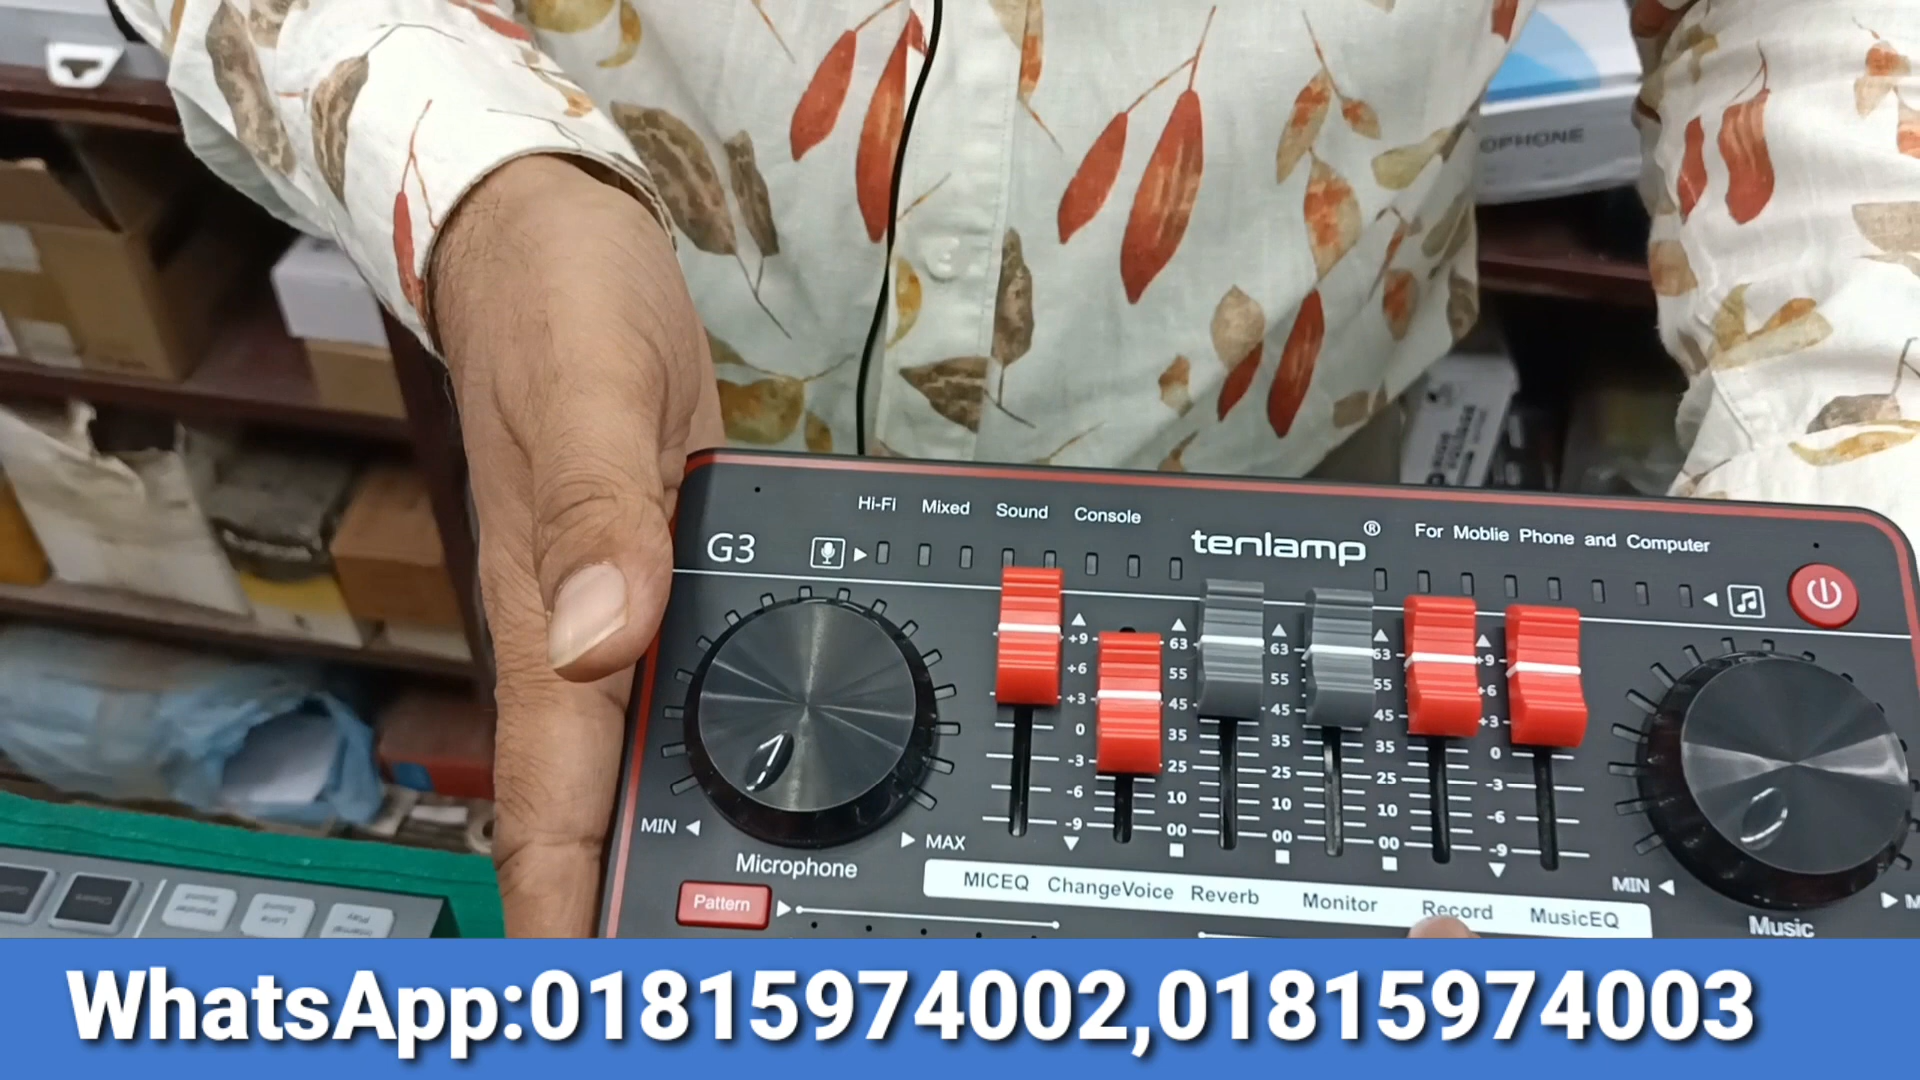 OPHONE
Hi-Fi Mixed Sound Console
tenlamp®
For Moblie Phone and Computer
G3
+9 63 63 63 +9
+6 55 55 55 +6
+3 45 45 45 +3
0 35 35 35 0
-3 25 25 25 -3
-6 10 10 10 -6
-9 00 00 00 -9
MIN MAX
Microphone
MIN M
Music
MICEQ ChangeVoice Reverb Monitor Record MusicEQ
Pattern
WhatsApp:01815974002,01815974003